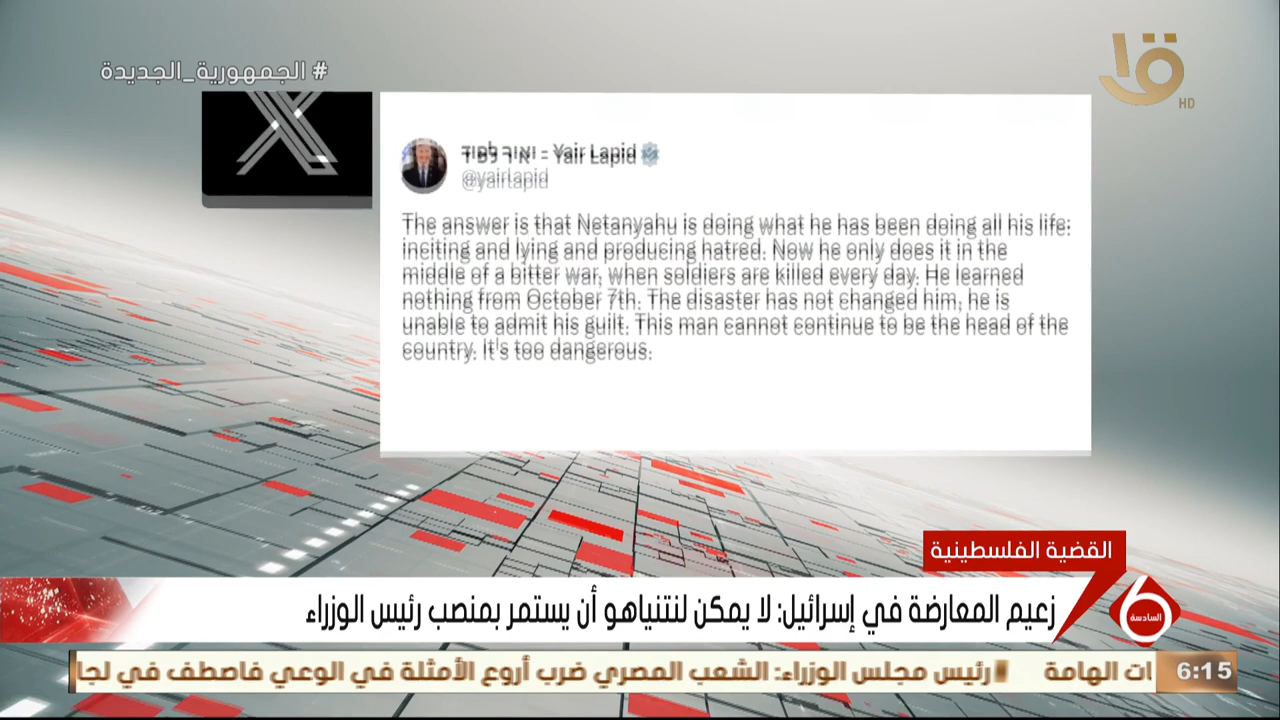 # الجمهورية_الجديدة
HD
יאיר לפיד - Yair Lapid
@yairlapid
The answer is that Netanyahu is doing what he has been doing all his life:
inciting and lying and producing hatred. Now he only does it in the
middle of a bitter war, when soldiers are killed every day. He learned
nothing from October 7th. The disaster has not changed him, he is
unable to admit his guilt. This man cannot continue to be the head of the
country. It's too dangerous.
القضية الفلسطينية
زعيم المعارضة في إسرائيل: لا يمكن لنتنياهو أن يستمر بمنصب رئيس الوزراء
السادسة
ات الهامة رئيس مجلس الوزراء: الشعب المصري ضرب أروع الأمثلة في الوعي فاصطف في لجا
6:15